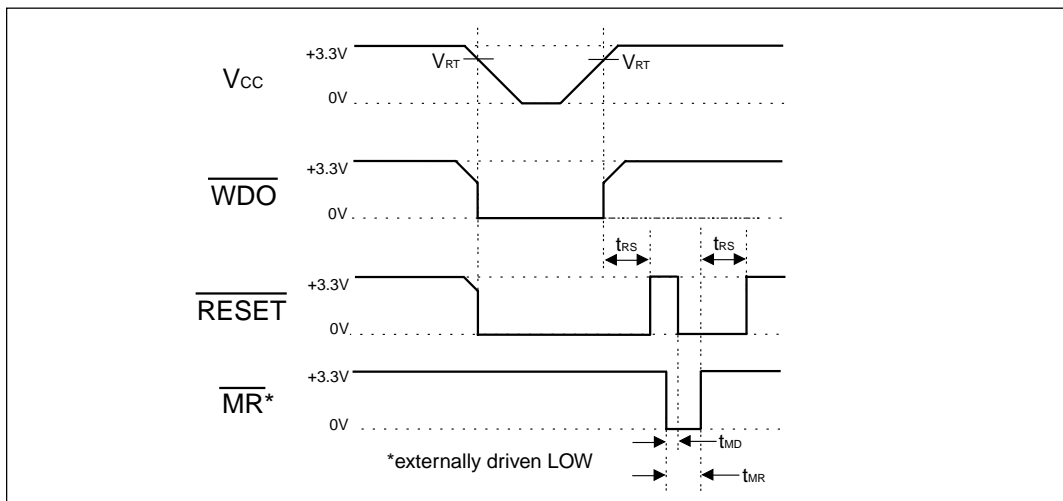 +3.3V
VRT
VRT
VCC
0V
+3.3V
WDO
0V
tRS
tRS
+3.3V
RESET
0V
+3.3V
MR*
0V
tMD
*externally driven LOW
tMR